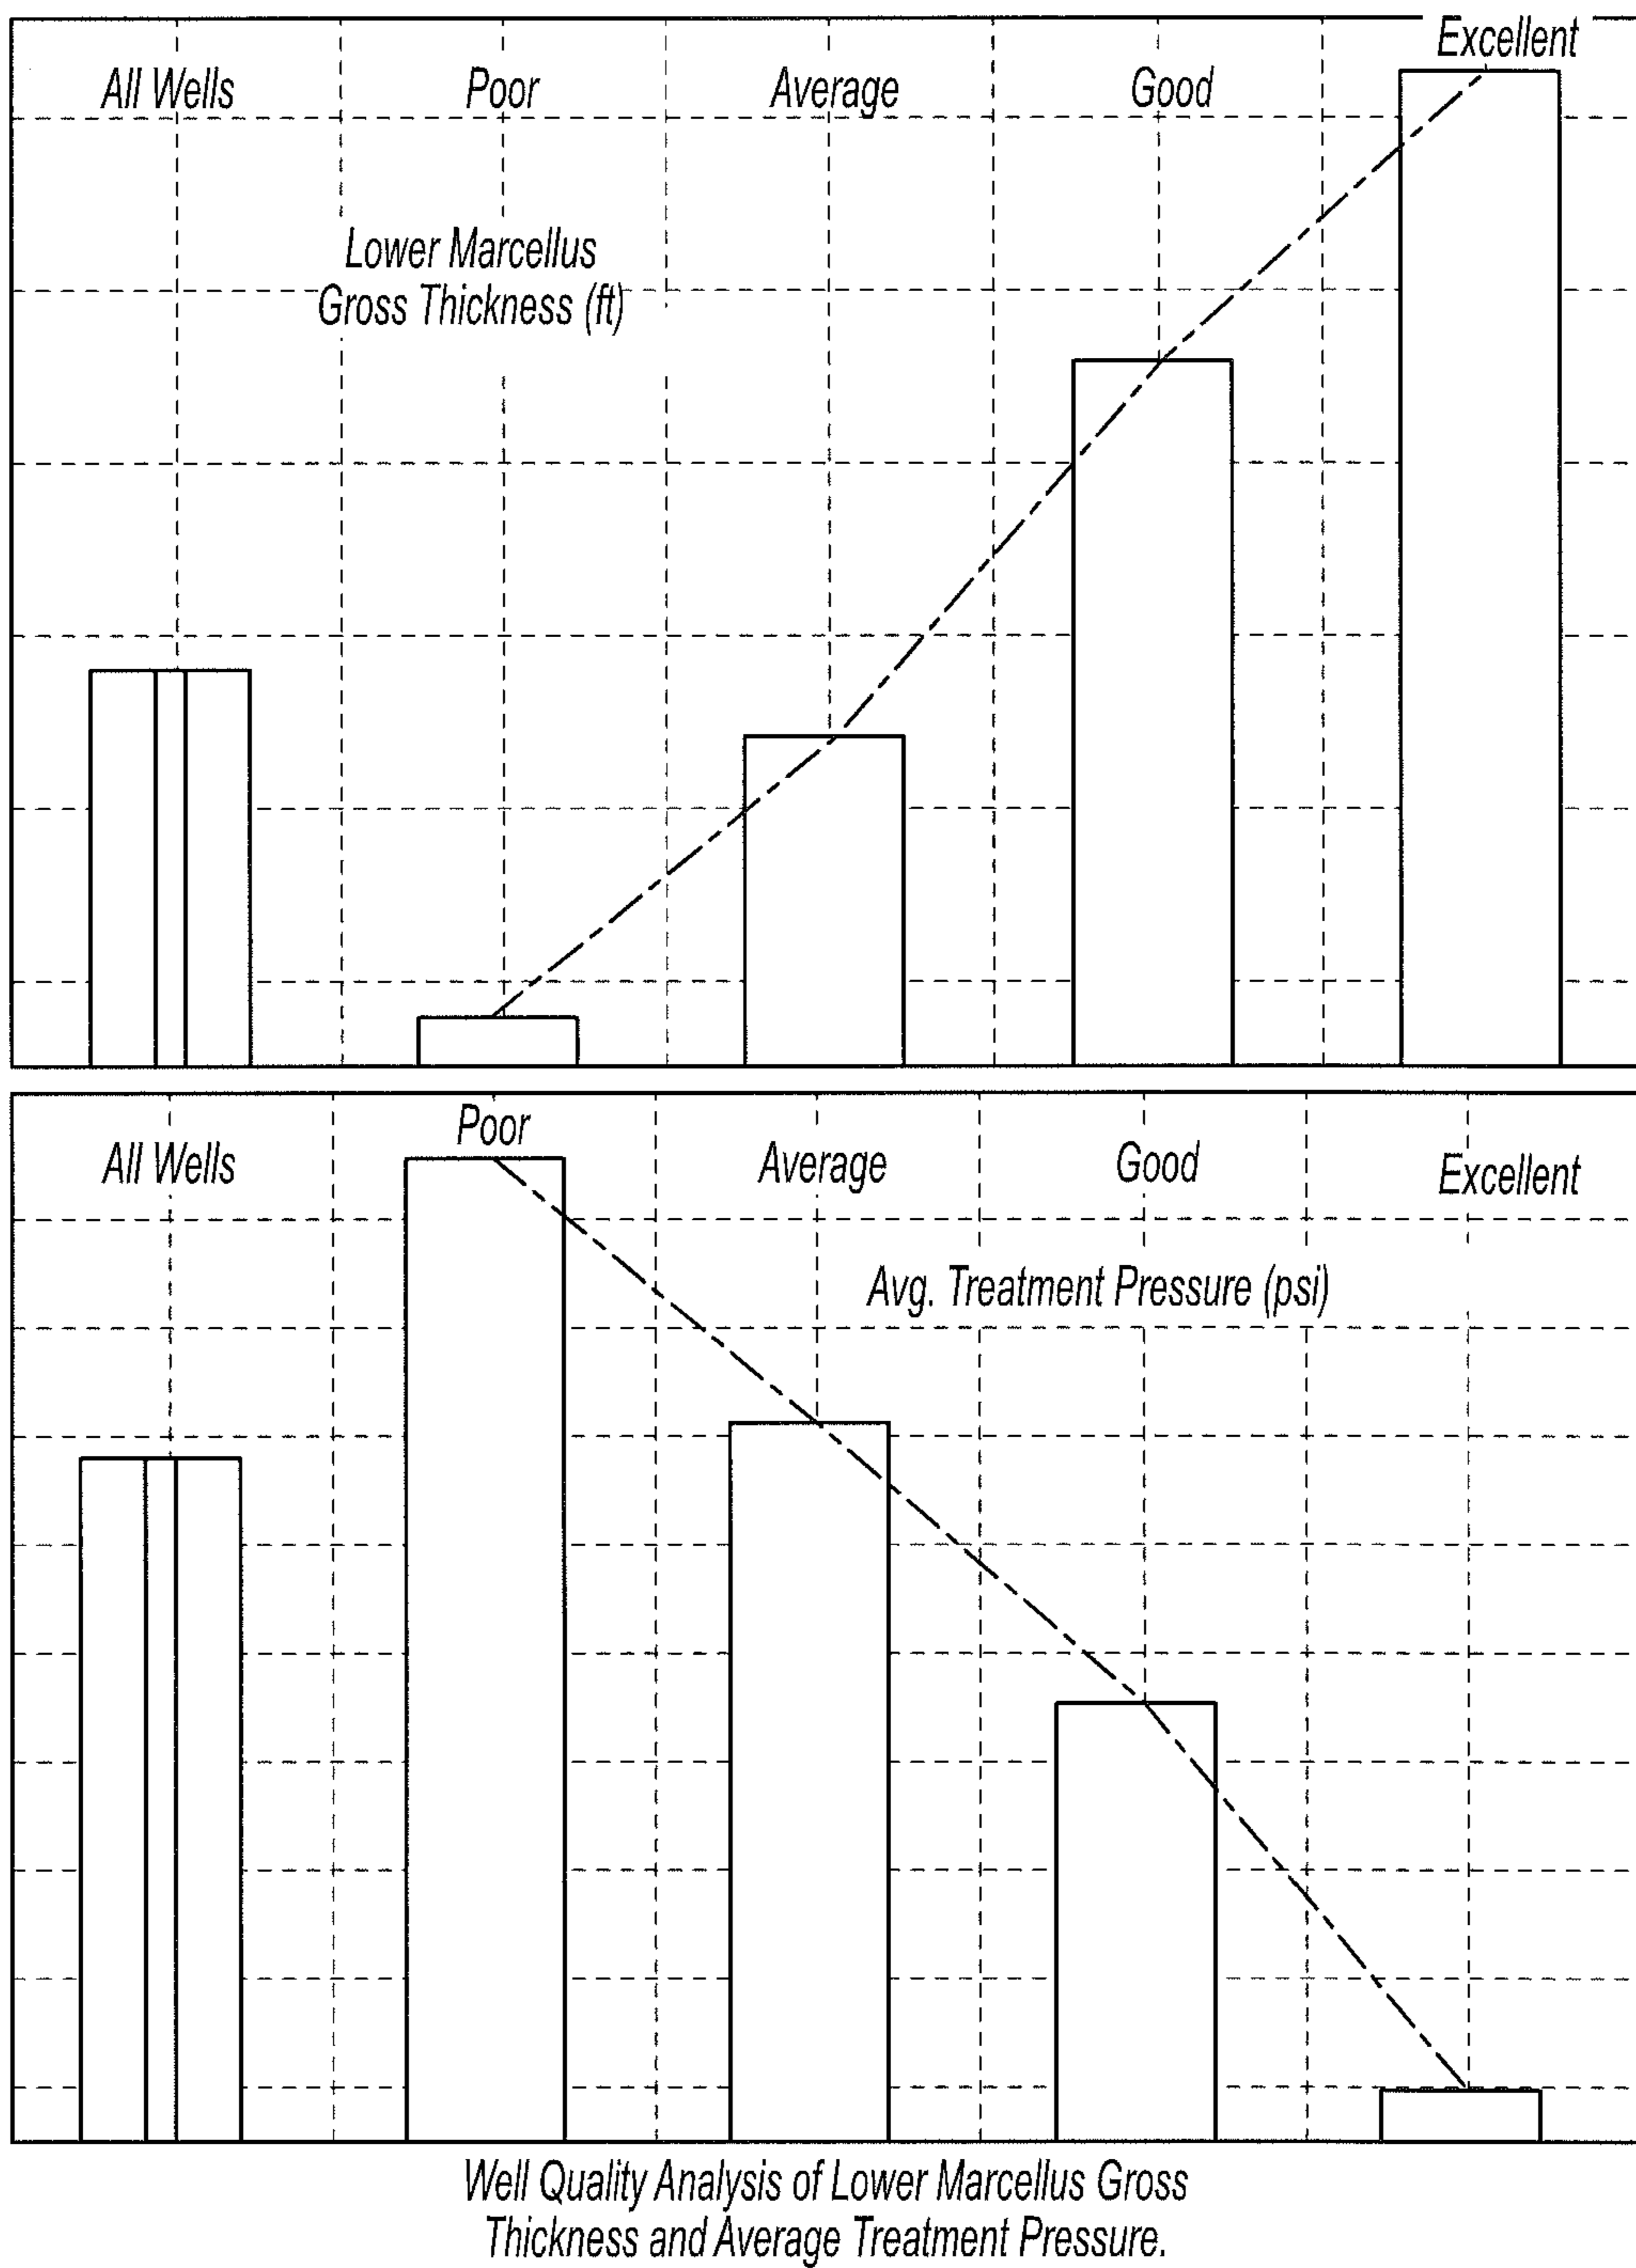 Excellent
All Wells
Poor
Average
Good
Lower Marcellus
Gross Thickness (ft)
Poor
All Wells
Average
Good
Excellent
Avg. Treatment Pressure (psi)
Well Quality Analysis of Lower Marcellus Gross
Thickness and Average Treatment Pressure.